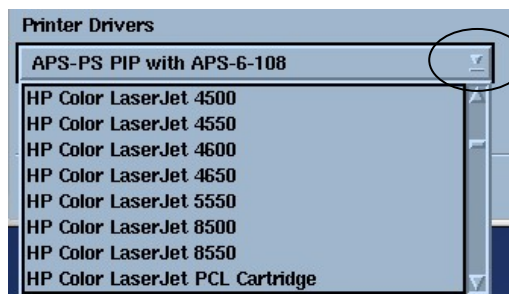 Printer Drivers
APS-PS PIP with APS-6-108
HP Color LaserJet 4500
HP Color LaserJet 4550
HP Color LaserJet 4600
HP Color LaserJet 4650
HP Color LaserJet 5550
HP Color LaserJet 8500
HP Color LaserJet 8550
HP Color LaserJet PCL Cartridge